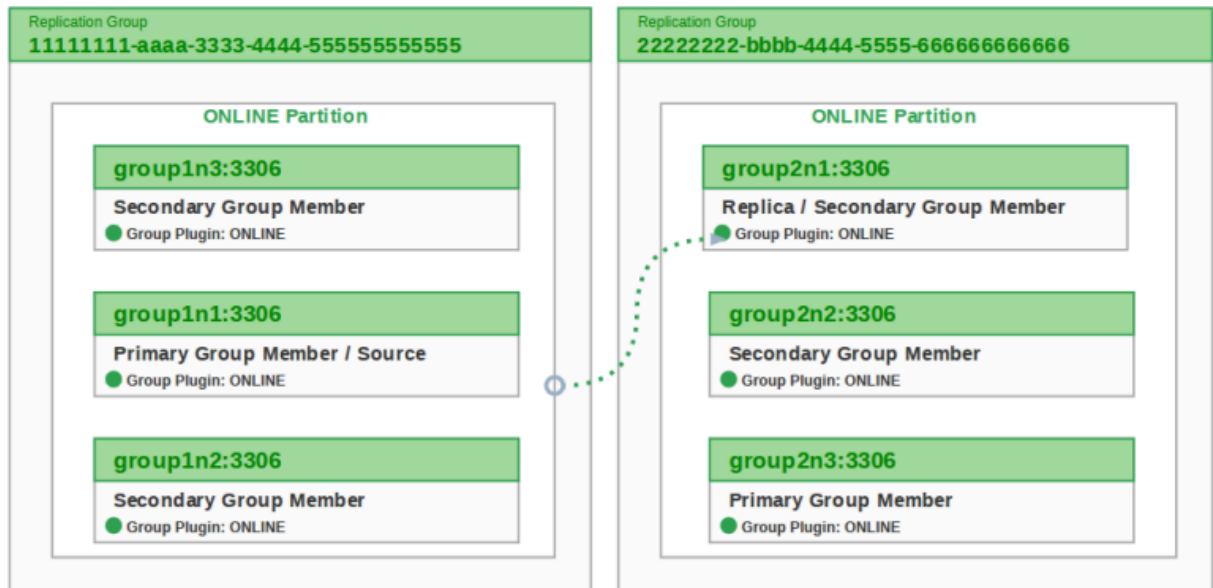 Replication Group
11111111-aaaa-3333-4444-555555555555
ONLINE Partition
group1n3:3306
Secondary Group Member
Group Plugin: ONLINE
group1n1:3306
Primary Group Member / Source
Group Plugin: ONLINE
group1n2:3306
Secondary Group Member
Group Plugin: ONLINE
Replication Group
22222222-bbbb-4444-5555-666666666666
ONLINE Partition
group2n1:3306
Replica / Secondary Group Member
Group Plugin: ONLINE
group2n2:3306
Secondary Group Member
Group Plugin: ONLINE
group2n3:3306
Primary Group Member
Group Plugin: ONLINE